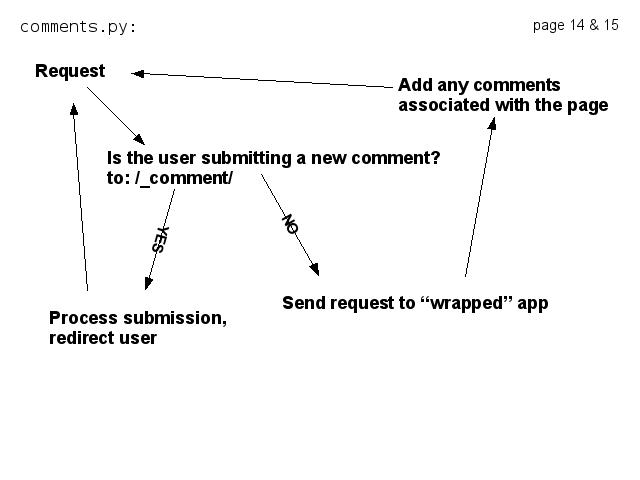 comments.py:
page 14 & 15
Request
Add any comments
associated with the page
Is the user submitting a new comment?
to: /_comment/
YES
NO
Send request to “wrapped” app
Process submission,
redirect user